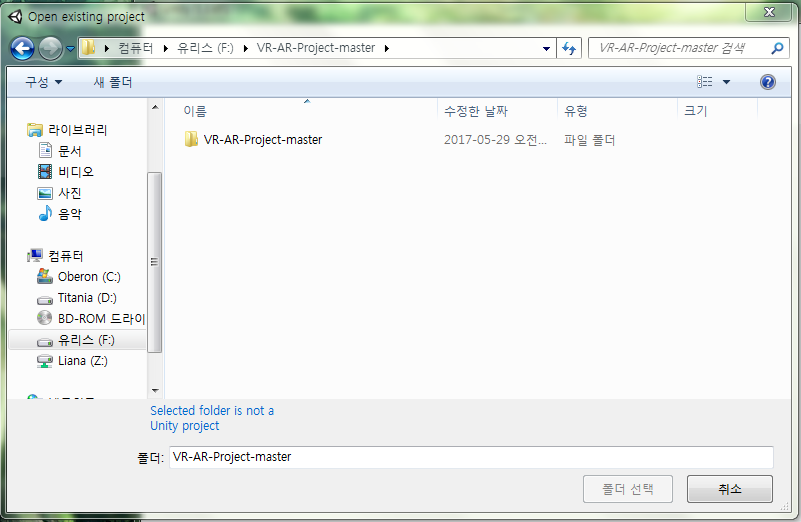 Open existing project
컴퓨터 유리스 (F:) VR-AR-Project-master
VR-AR-Project-master 검색
구성 새 폴더
이름 수정한 날짜 유형 크기
VR-AR-Project-master 2017-05-29 오전... 파일 폴더
라이브러리
문서
비디오
사진
음악
컴퓨터
Oberon (C:)
Titania (D:)
BD-ROM 드라이
유리스 (F:)
Liana (Z:)
Selected folder is not a
Unity project
폴더: VR-AR-Project-master
폴더 선택 취소